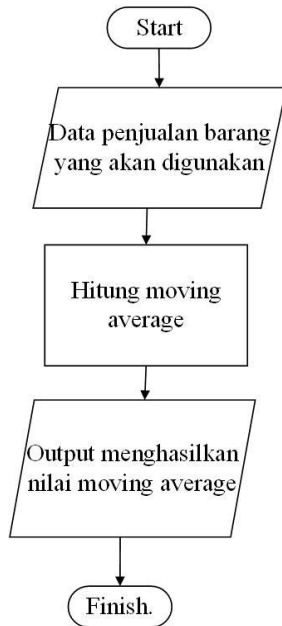 Start
Data penjualan barang
yang akan digunakan
Hitung moving
average
Output menghasilkan
nilai moving average
Finish.